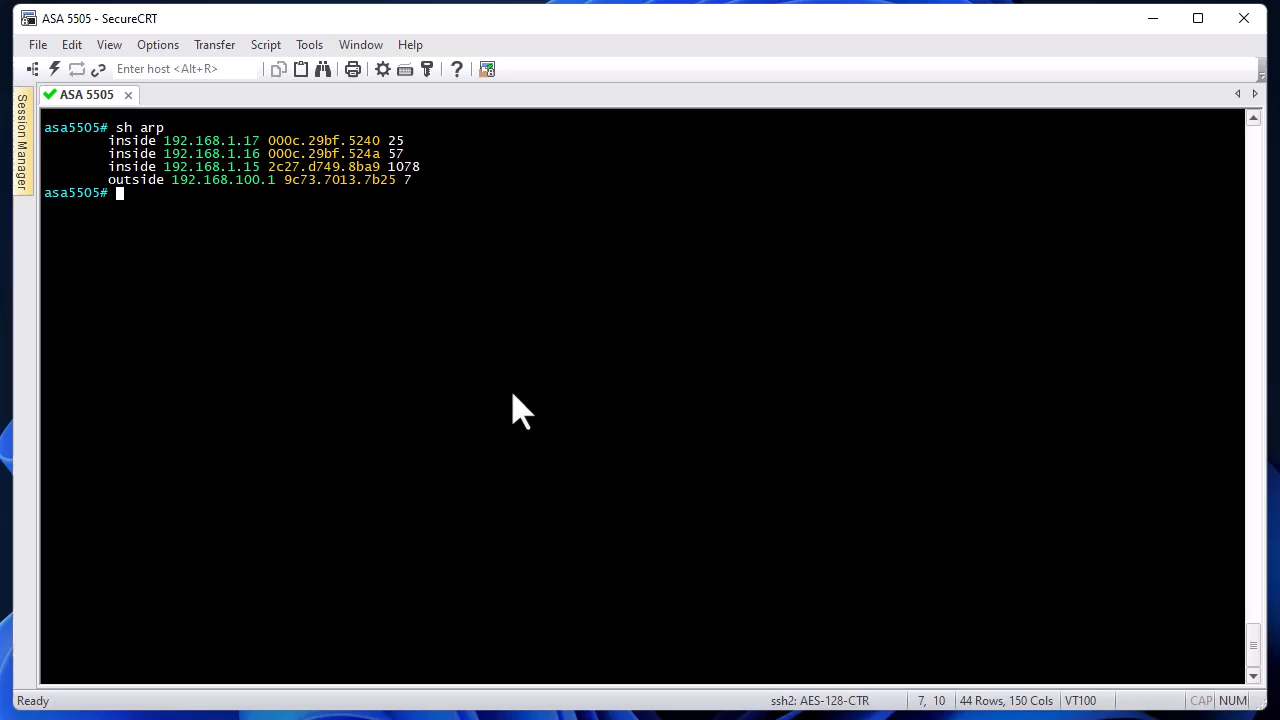 ASA 5505 - SecureCRT
File Edit View Options Transfer Script Tools Window Help
Enter host <Alt+R>
ASA 5505
Session Manager
asa5505# sh arp
inside 192.168.1.17 000c.29bf.5240 25
inside 192.168.1.16 000c.29bf.524a 57
inside 192.168.1.15 2c27.d749.8ba9 1078
outside 192.168.100.1 9c73.7013.7b25 7
asa5505#
Ready ssh2: AES-128-CTR 7, 10 44 Rows, 150 Cols VT100 CAP NUM